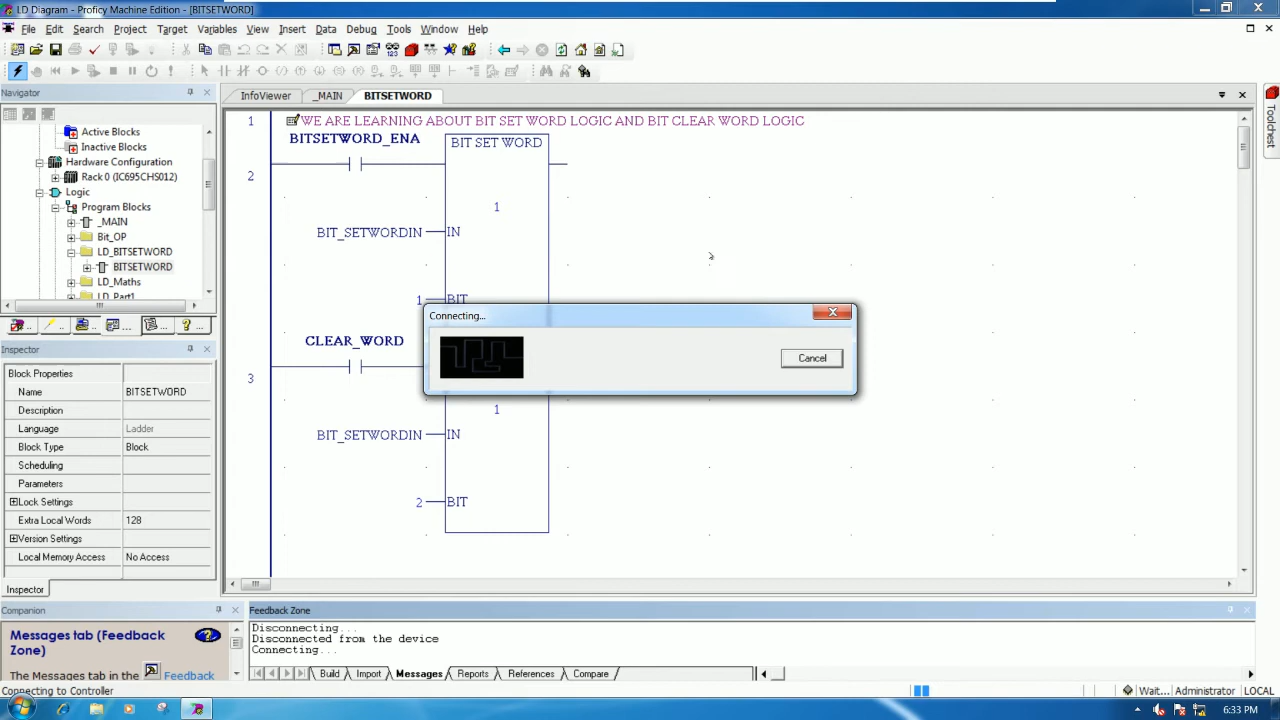 LD Diagram - Proficy Machine Edition - [BITSETWORD]
File Edit Search Project Target Variables View Insert Data Debug Tools Window Help
Navigator
InfoViewer _MAIN BITSETWORD
Toolchest
Active Blocks
Inactive Blocks
Hardware Configuration
Rack 0 (IC695CHS012)
Logic
Program Blocks
_MAIN
Bit_OP
LD_BITSETWORD
BITSETWORD
LD_Maths
LD_Part1
1 WE ARE LEARNING ABOUT BIT SET WORD LOGIC AND BIT CLEAR WORD LOGIC
BITSETWORD_ENA BIT SET WORD
2
1
BIT_SETWORDIN IN
1 BIT
CLEAR_WORD
3
1
BIT_SETWORDIN IN
2 BIT
Connecting...
Cancel
Inspector
Block Properties
Name BITSETWORD
Description
Language Ladder
Block Type Block
Scheduling
Parameters
Lock Settings
Extra Local Words 128
Version Settings
Local Memory Access No Access
Inspector
Companion
Messages tab (Feedback Zone)
The Messages tab in the Feedback
Feedback Zone
Disconnecting...
Disconnected from the device
Connecting...
Build Import Messages Reports References Compare
Connecting to Controller
Wait... Administrator LOCAL
6:33 PM